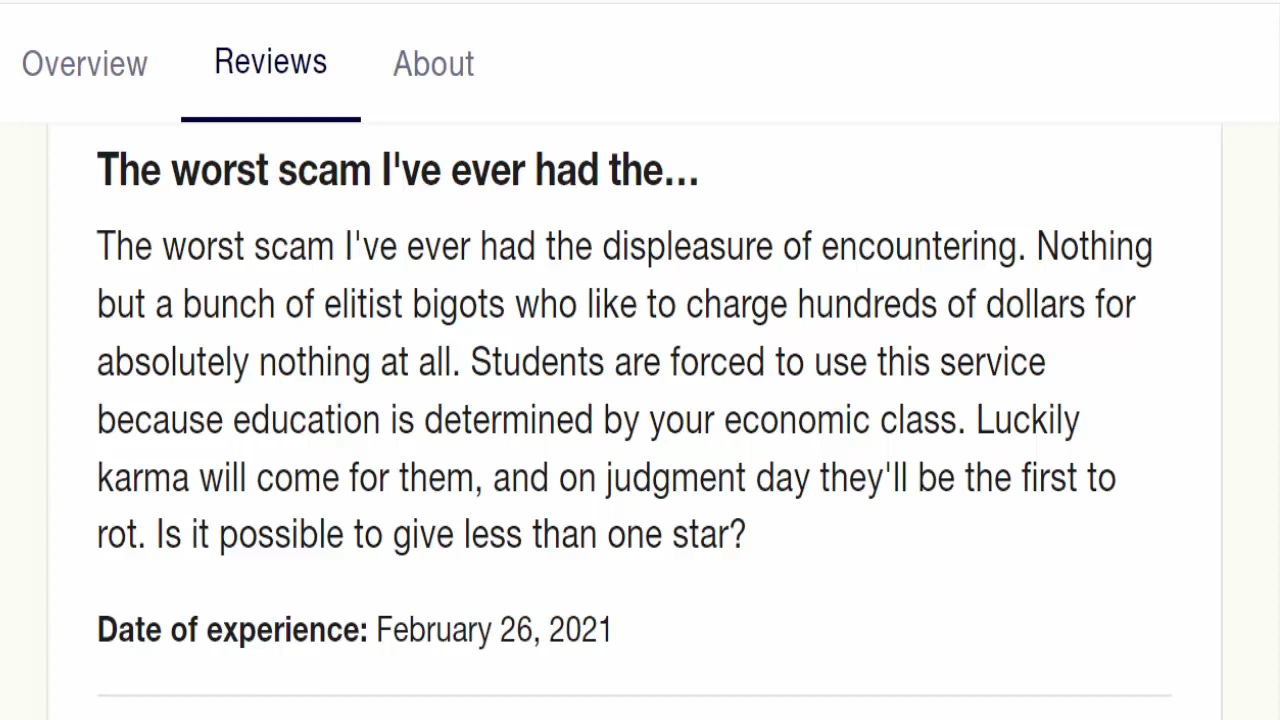 Overview Reviews About
The worst scam I've ever had the...
The worst scam I've ever had the displeasure of encountering. Nothing
but a bunch of elitist bigots who like to charge hundreds of dollars for
absolutely nothing at all. Students are forced to use this service
because education is determined by your economic class. Luckily
karma will come for them, and on judgment day they'll be the first to
rot. Is it possible to give less than one star?
Date of experience: February 26, 2021